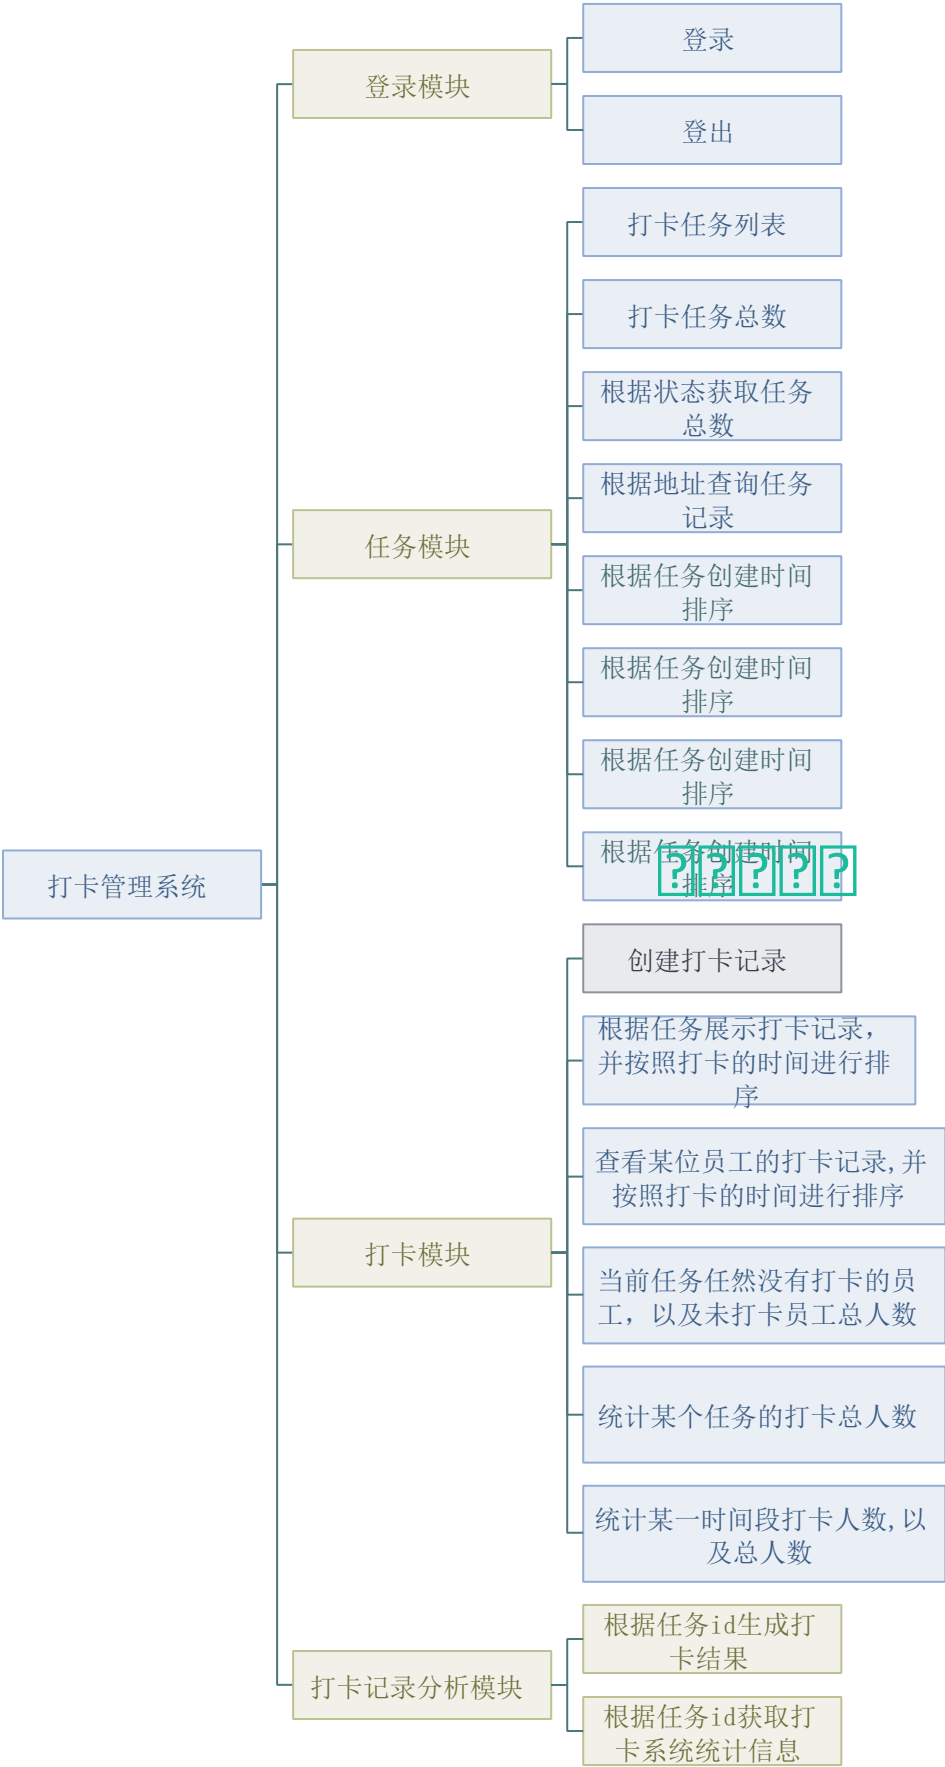 登录
登录模块
登出
打卡任务列表
打卡任务总数
根据状态获取任务
总数
根据地址查询任务
记录
任务模块
根据任务创建时间
排序
根据任务创建时间
排序
根据任务创建时间
排序
根据任务创建时间
排序
打卡管理系统
创建打卡记录
根据任务展示打卡记录，
并按照打卡的时间进行排
序
查看某位员工的打卡记录,并
按照打卡的时间进行排序
打卡模块
当前任务任然没有打卡的员
工，以及未打卡员工总人数
统计某个任务的打卡总人数
统计某一时间段打卡人数,以
及总人数
根据任务id生成打
卡结果
打卡记录分析模块
根据任务id获取打
卡系统统计信息